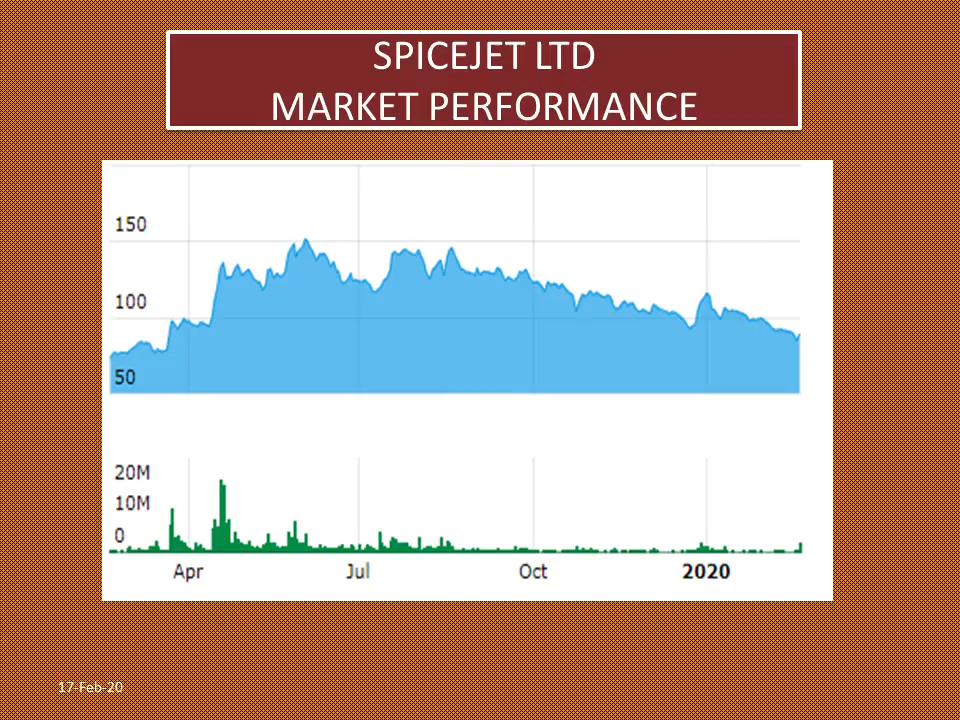 SPICEJET LTD
MARKET PERFORMANCE
150
100
50
20M
10M
0
Apr Jul Oct 2020
17-Feb-20